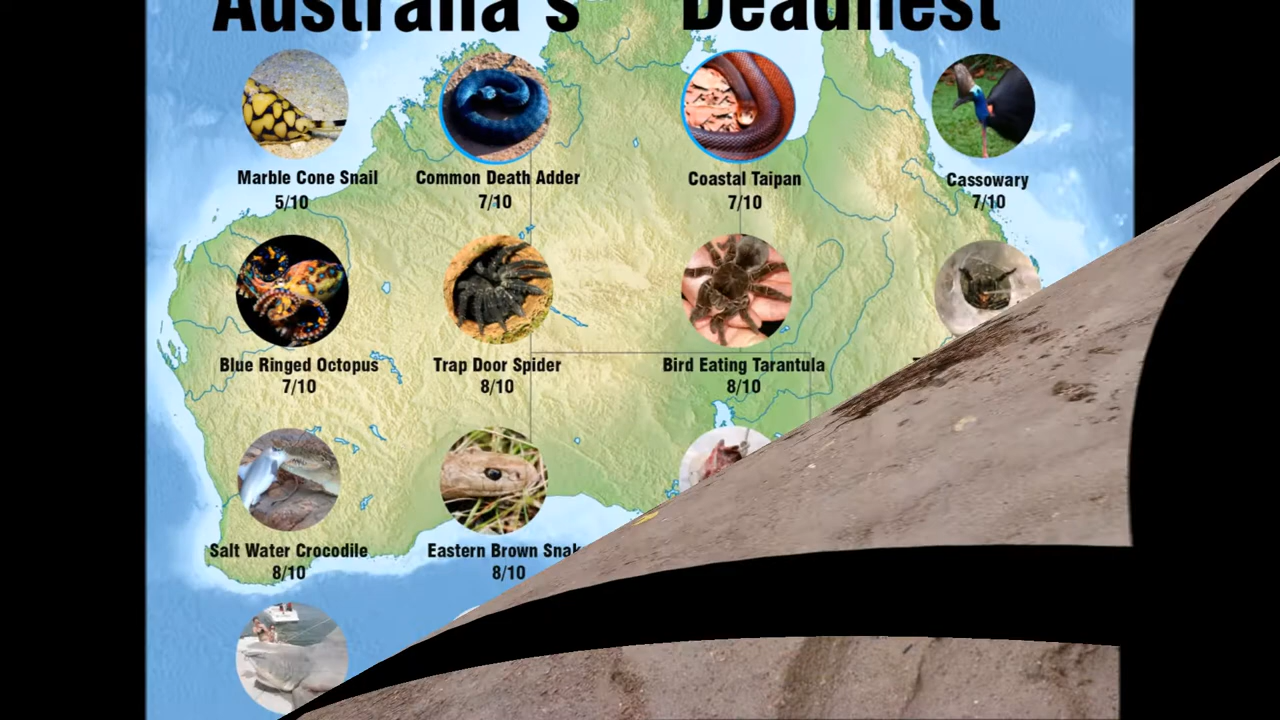 Australia's Deadliest
Marble Cone Snail
5/10
Common Death Adder
7/10
Coastal Taipan
7/10
Cassowary
7/10
Blue Ringed Octopus
7/10
Trap Door Spider
8/10
Bird Eating Tarantula
8/10
Salt Water Crocodile
8/10
Eastern Brown Snak
8/10